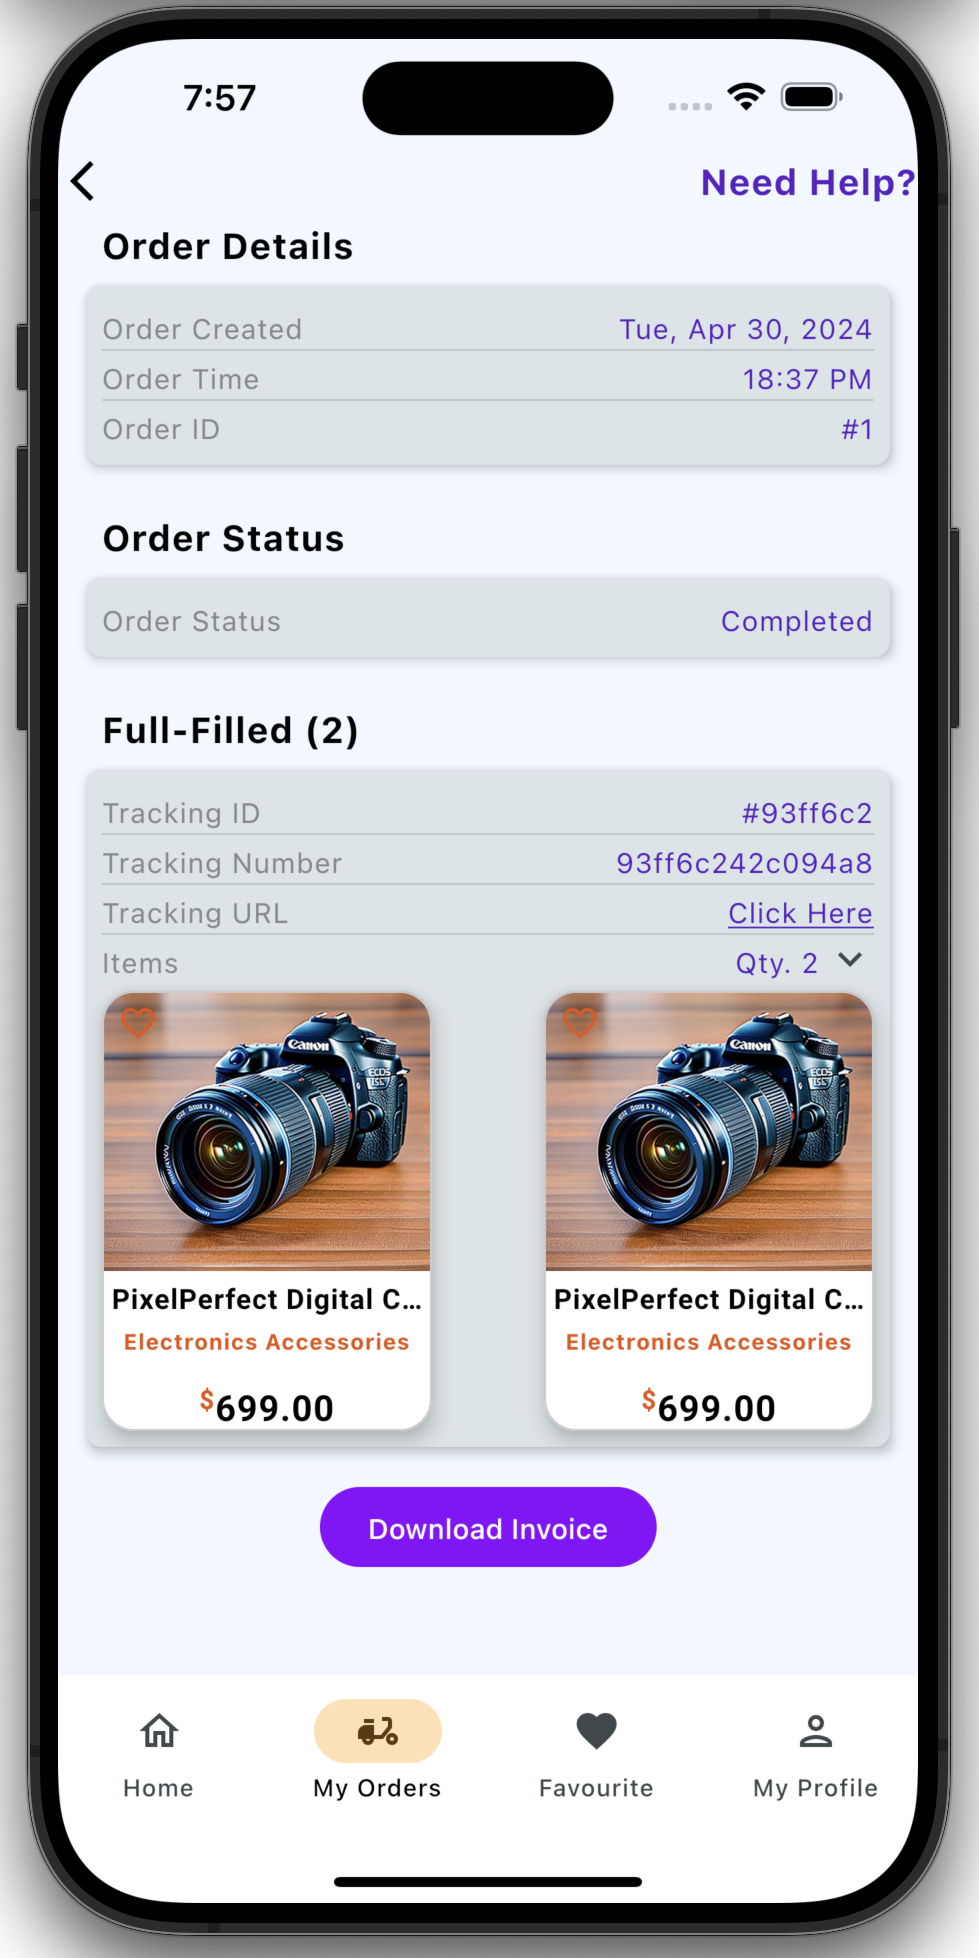 7:57
Need Help?
Order Details
Order Created Tue, Apr 30, 2024
Order Time 18:37 PM
Order ID #1
Order Status
Order Status Completed
Full-Filled (2)
Tracking ID #93ff6c2
Tracking Number 93ff6c242c094a8
Tracking URL Click Here
Items Qty. 2
Canon Canon
PixelPerfect Digital C... PixelPerfect Digital C...
Electronics Accessories Electronics Accessories
$699.00 $699.00
Download Invoice
Home My Orders Favourite My Profile